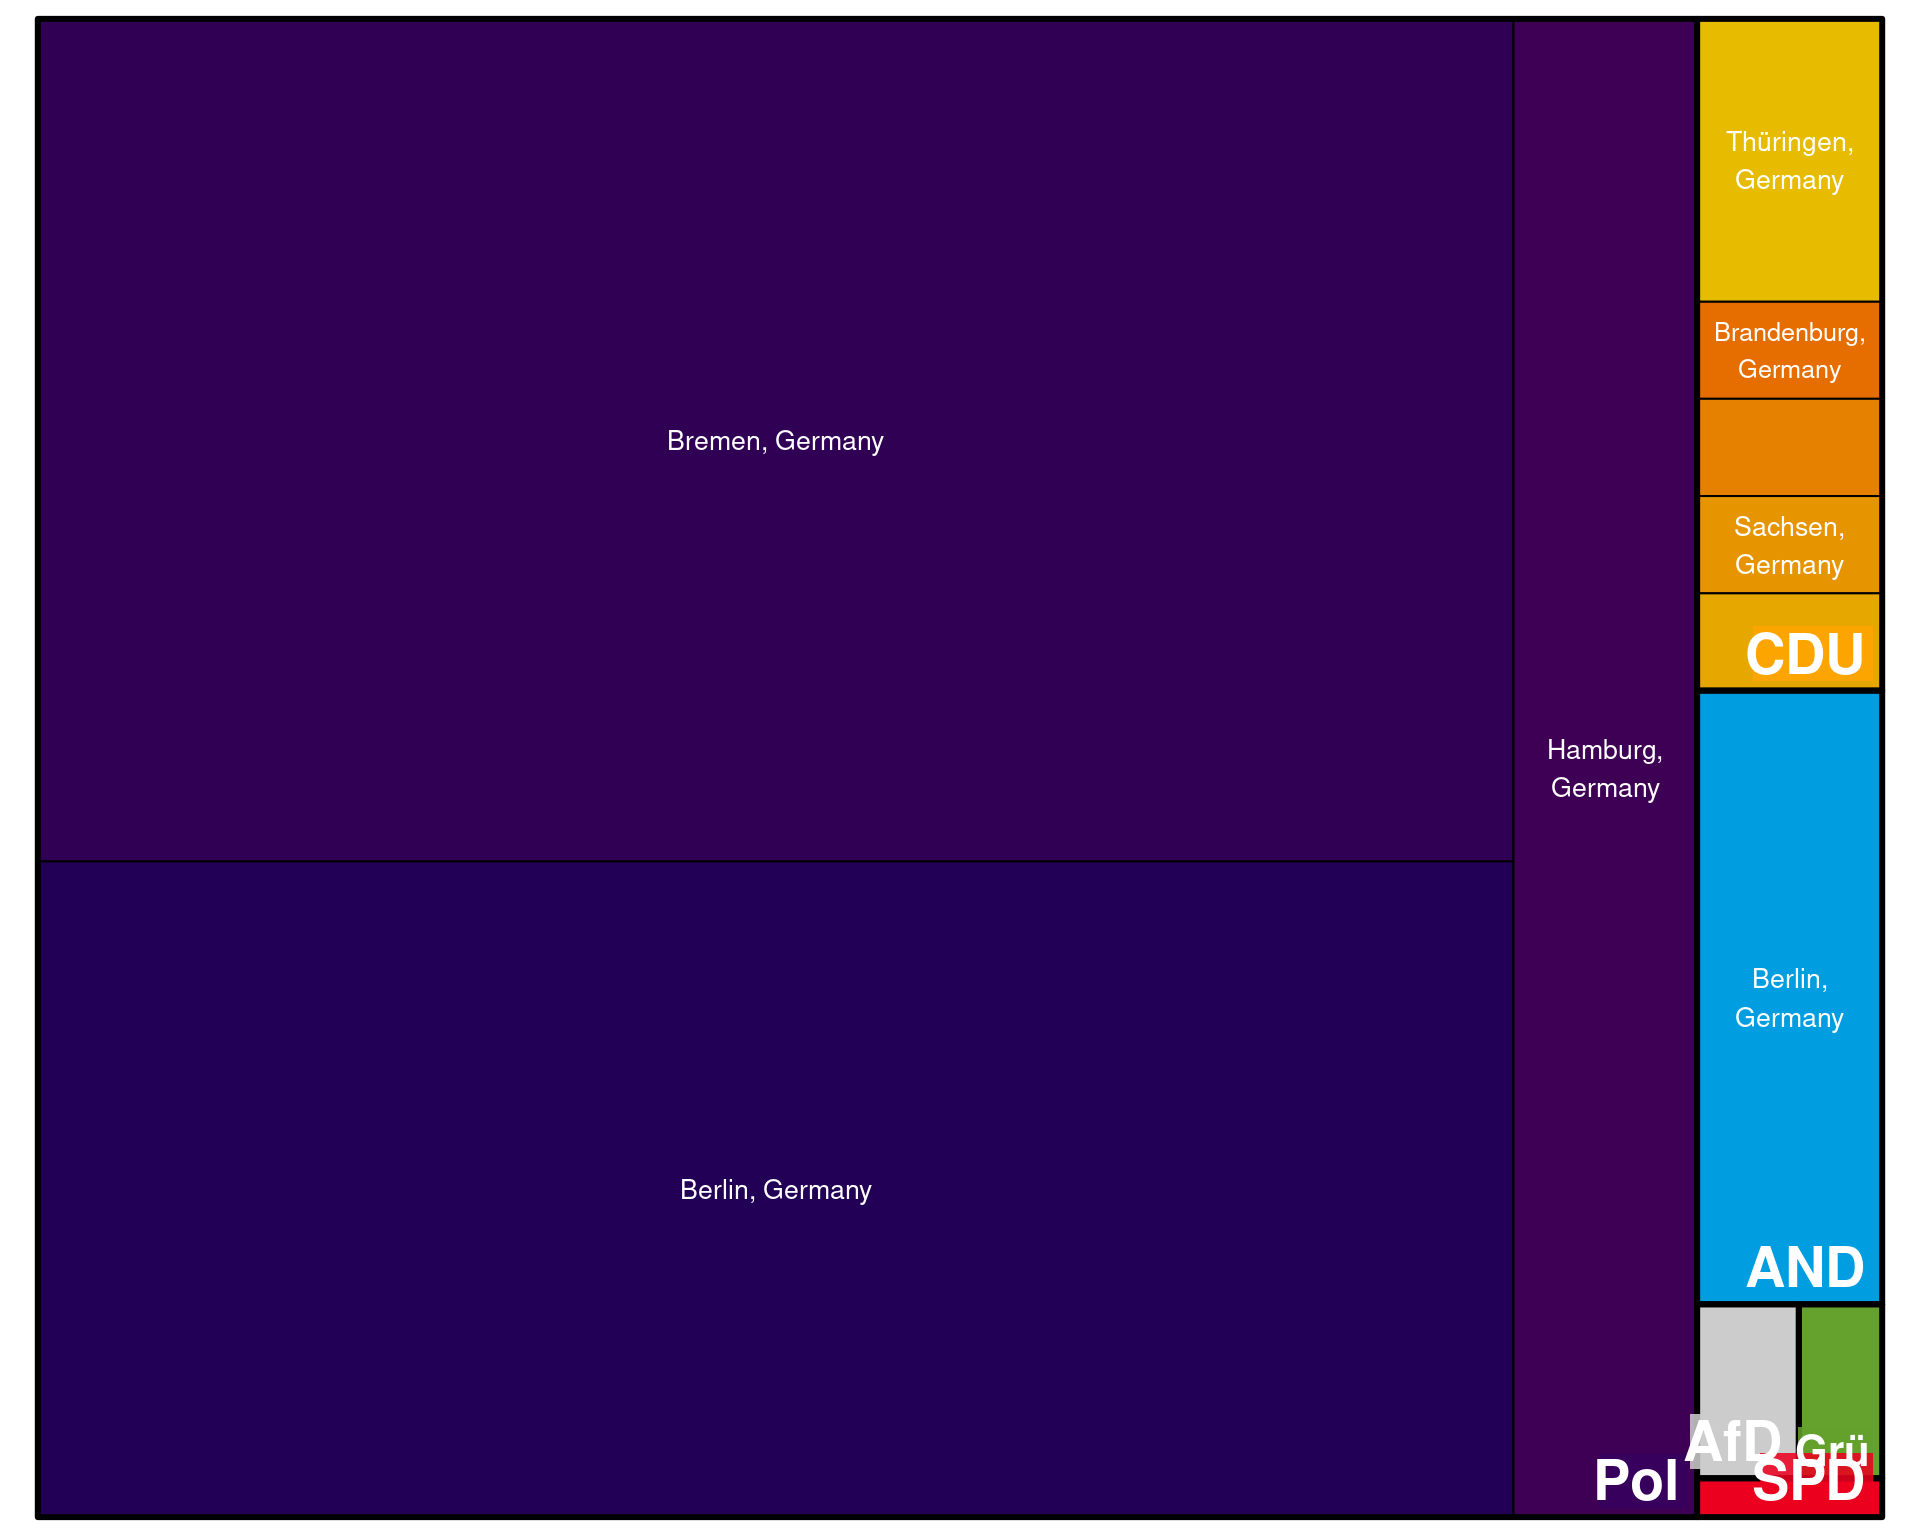 Bremen, Germany
Berlin, Germany
Hamburg,
Germany
Pol
Thüringen,
Germany
Brandenburg,
Germany
Sachsen,
Germany
CDU
Berlin,
Germany
AND
AfD
Grü
SPD